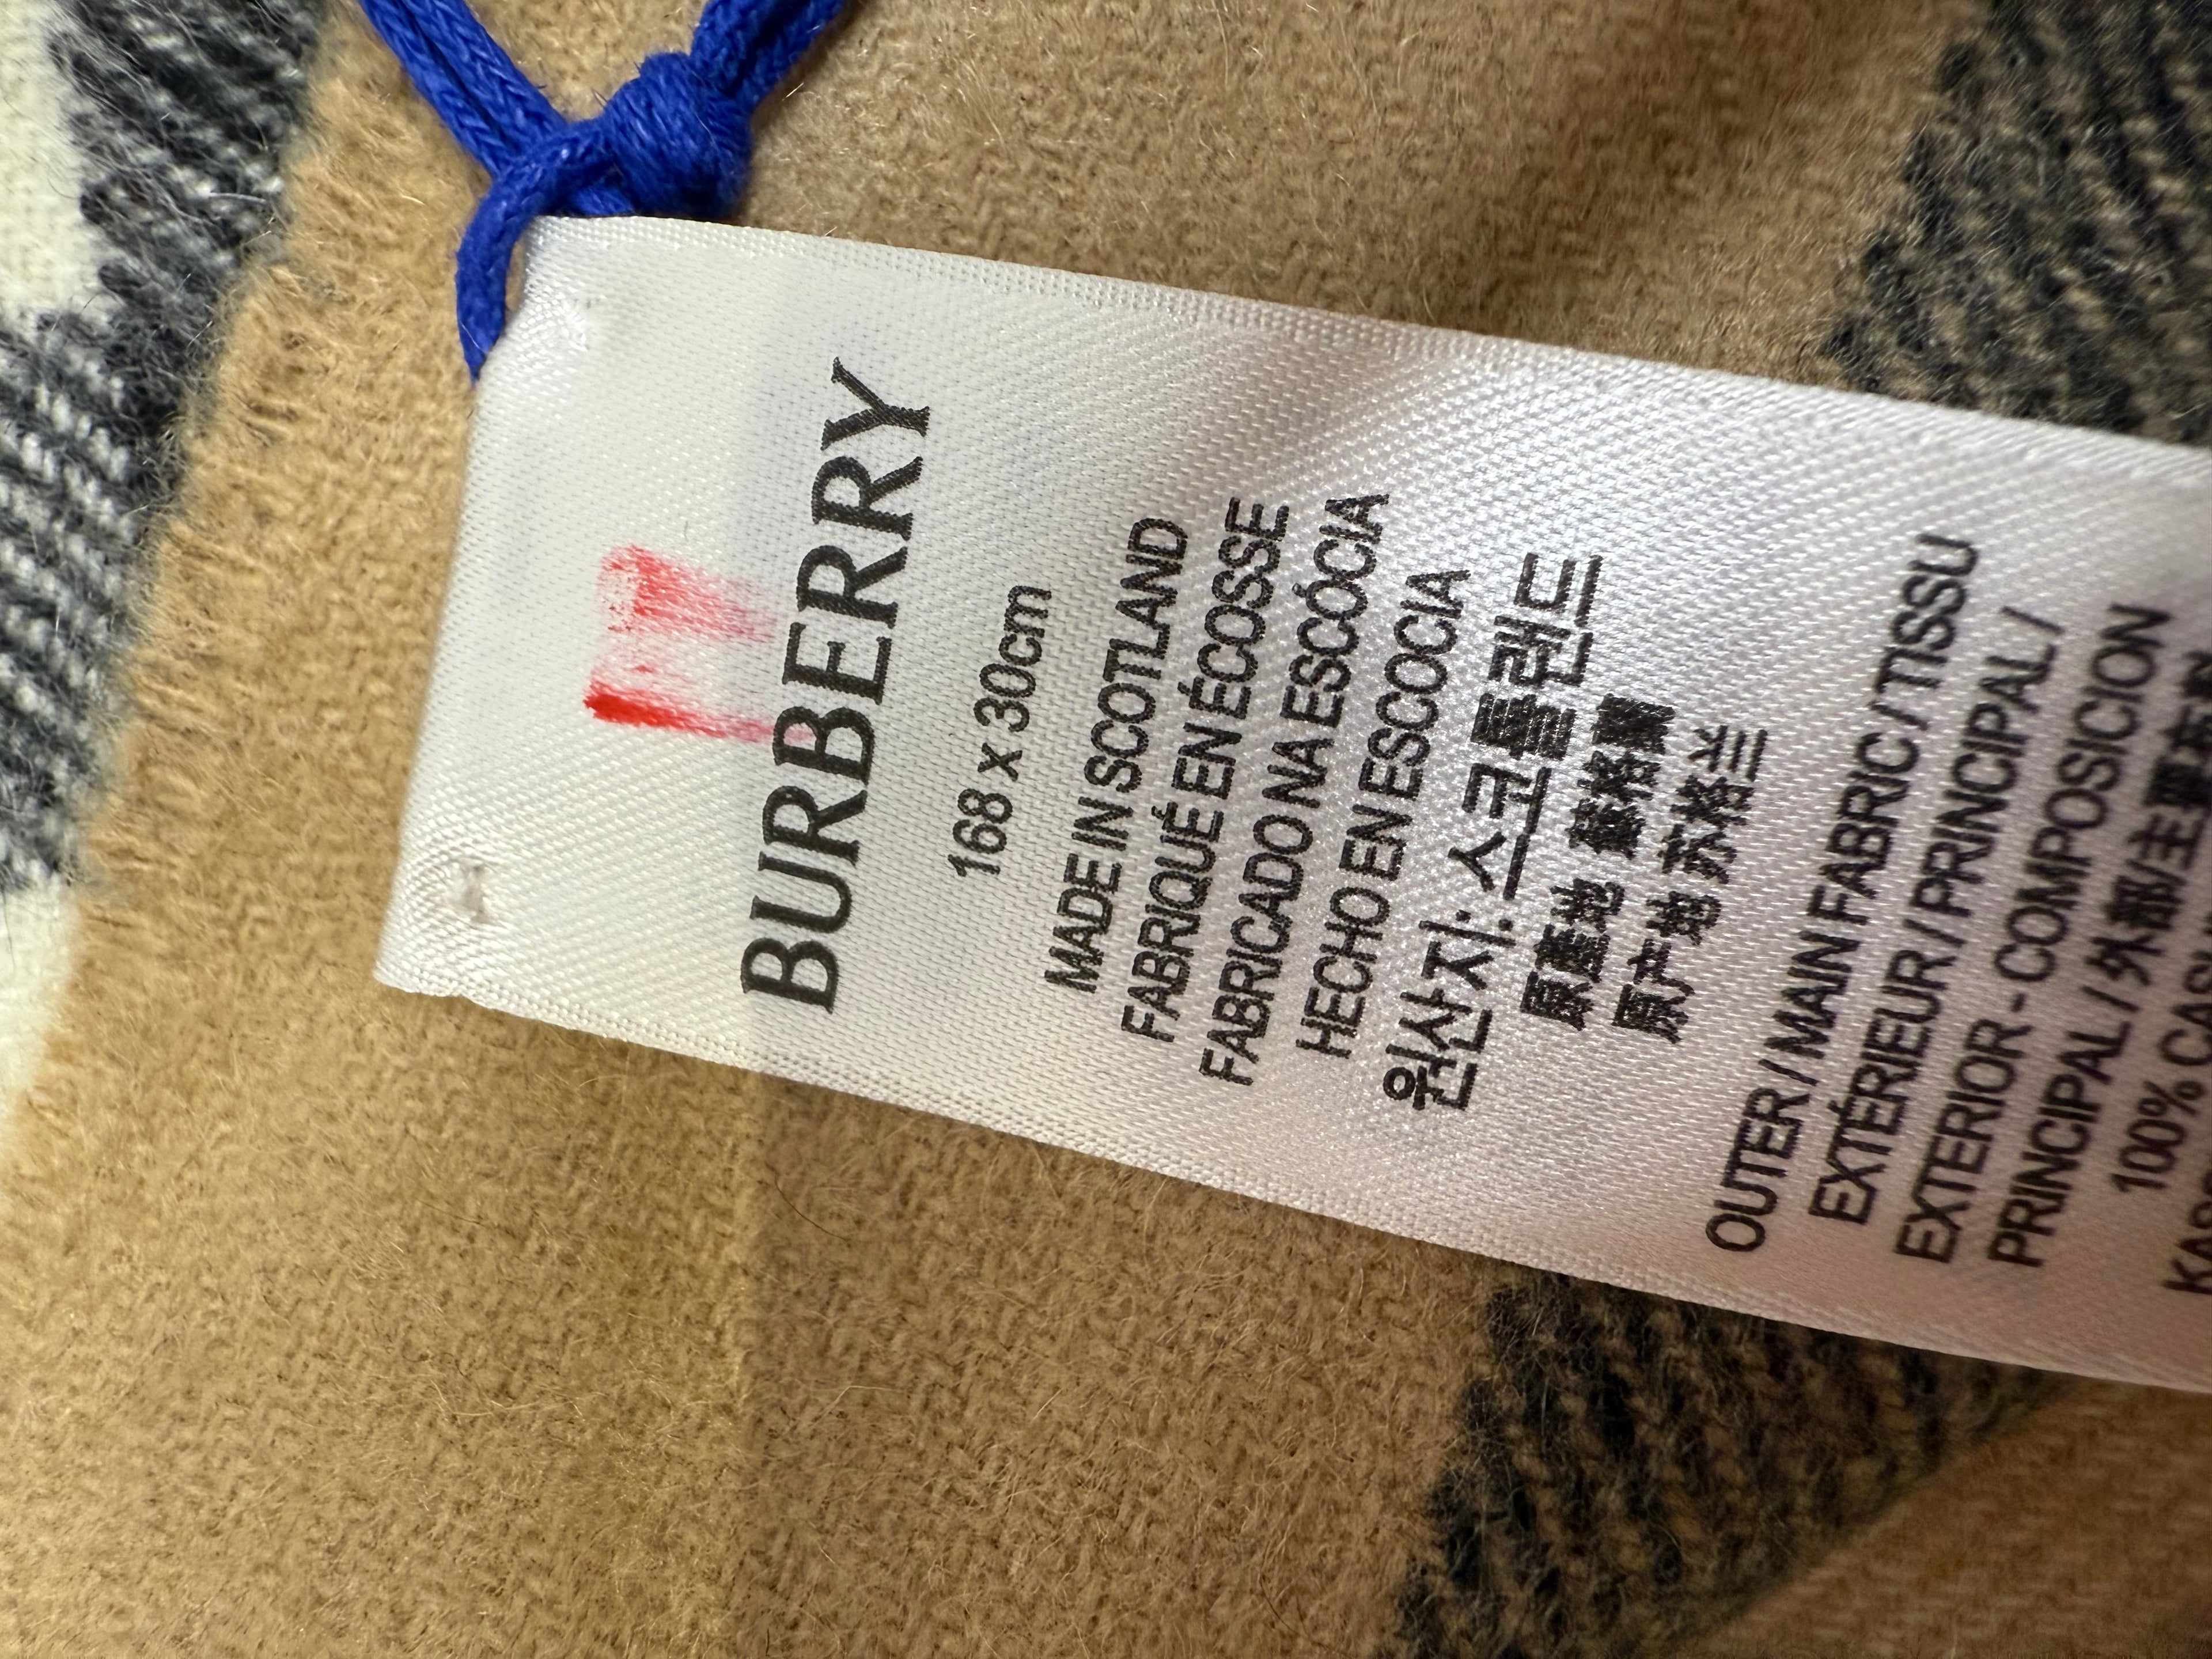 BURBERRY
168 x 30cm
MADE IN SCOTLAND
FABRIQUÉ EN ÉCOSSE
FABRICADO NA ESCÓCIA
HECHO EN ESCOCIA
원산지: 스코틀랜드
原產地 蘇格蘭
原产地 苏格兰
OUTER / MAIN FABRIC / TISSU
EXTÉRIEUR / PRINCIPAL /
EXTERIOR - COMPOSICION
PRINCIPAL / 外部/主要布料
100%